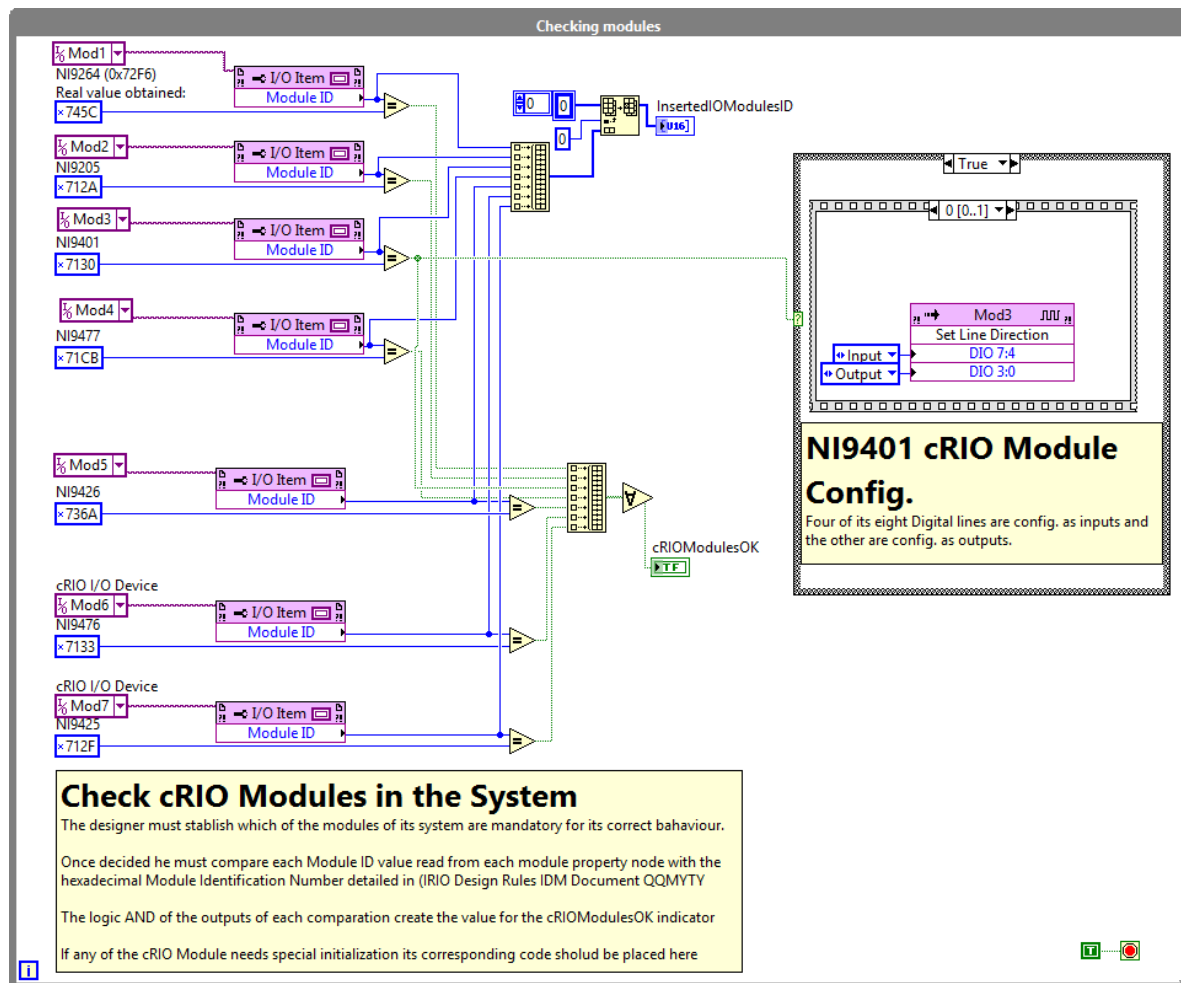 Checking modules
Mod1
NI9264 (0x72F6)
Real value obtained:
×745C
I/O Item
Module ID
=
0
0
0
InsertedIOModulesID
U16]
Mod2
NI9205
×712A
I/O Item
Module ID
=
Mod3
NI9401
×7130
I/O Item
Module ID
=
Mod4
NI9477
×71CB
I/O Item
Module ID
=
True
0 [0..1]
Mod3
Set Line Direction
Input
DIO 7:4
Output
DIO 3:0
?
NI9401 cRIO Module
Config.
Four of its eight Digital lines are config. as inputs and
the other are config. as outputs.
Mod5
NI9426
×736A
I/O Item
Module ID
=
cRIOModulesOK
TF
cRIO I/O Device
Mod6
NI9476
×7133
I/O Item
Module ID
=
cRIO I/O Device
Mod7
NI9425
×712F
I/O Item
Module ID
=
Check cRIO Modules in the System
The designer must stablish which of the modules of its system are mandatory for its correct bahaviour.
Once decided he must compare each Module ID value read from each module property node with the
hexadecimal Module Identification Number detailed in (IRIO Design Rules IDM Document QQMYTY
The logic AND of the outputs of each comparation create the value for the cRIOModulesOK indicator
If any of the cRIO Module needs special initialization its corresponding code sholud be placed here
i
T